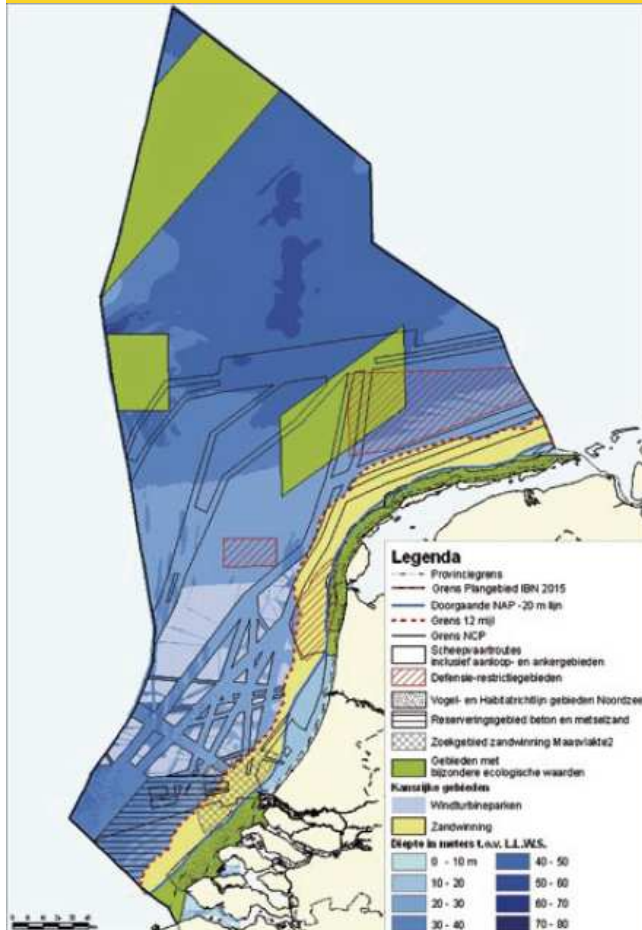 Legenda
Provinciegrens
Grens Plangebied IBN 2015
Doorgaande NAP -20 m lijn
Grens 12 mijl
Grens NCP
Scheepvaartroutes
inclusief aanloop- en ankergebieden
Defensie-restrictiegebieden
Vogel- en Habitatrichtlijn gebieden Noordzee
Reserveringsgebied beton en metselzand
Zoekgebied zandwinning Maasvlakte2
Gebieden met
bijzondere ecologische waarden
Kansrijke gebieden
Windturbineparken
Zandwinning
Diepte in meters t.o.v. L.L.W.S.
0 - 10 m
40 - 50
10 - 20
50 - 60
20 - 30
60 - 70
30 - 40
70 - 80